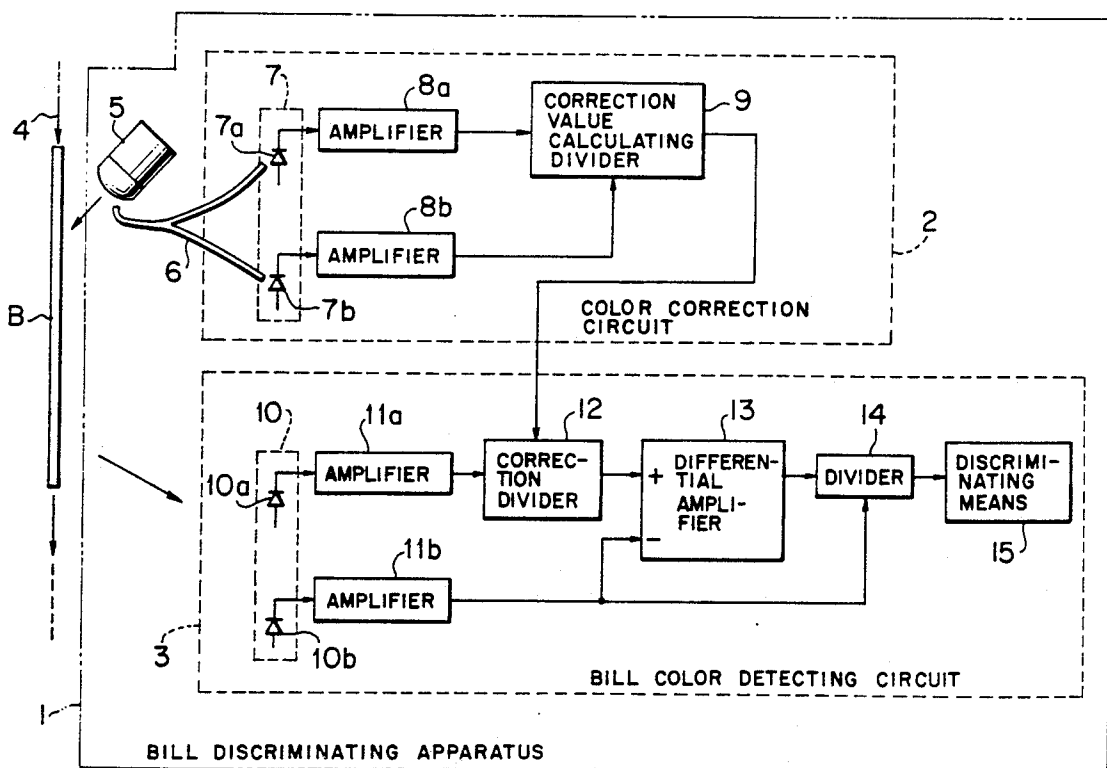 7
8a
9
AMPLIFIER
CORRECTION
VALUE
CALCULATING
DIVIDER
4
5
7a
8b
2
AMPLIFIER
6
7b
B
COLOR CORRECTION
CIRCUIT
10
11a
12
13
14
10a
AMPLIFIER
CORREC-
TION
DIVIDER
+
-
DIFFEREN-
TIAL
AMPLI-
FIER
DIVIDER
DISCRIMI-
NATING
MEANS
15
11b
AMPLIFIER
3
10b
BILL COLOR DETECTING CIRCUIT
1
BILL DISCRIMINATING APPARATUS